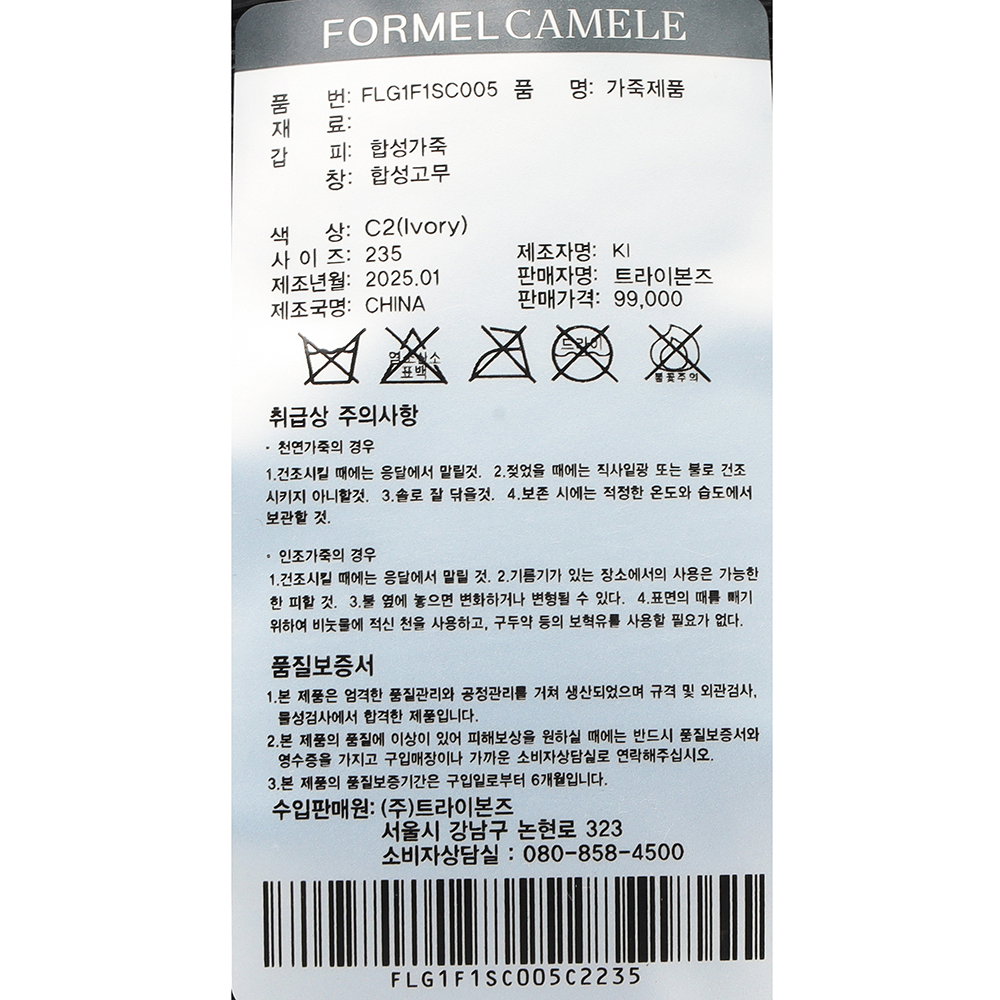 FORMEL CAMELE
품 번: FLG1F1SC005 품 명: 가죽제품
재 료:
갑 피: 합성가죽
창: 합성고무
색 상: C2(Ivory)
사 이 즈: 235 제조자명: KI
제조년월: 2025.01 판매자명: 트라이본즈
제조국명: CHINA 판매가격: 99,000
염소산소 드라이
표백 불꽃주의
취급상 주의사항
· 천연가죽의 경우
1.건조시킬 때에는 응달에서 말릴것. 2.젖었을 때에는 직사일광 또는 불로 건조
시키지 아니할것. 3.솔로 잘 닦을것. 4.보존 시에는 적정한 온도와 습도에서
보관할 것.
· 인조가죽의 경우
1.건조시킬 때에는 응달에서 말릴 것. 2.기름기가 있는 장소에서의 사용은 가능한
한 피할 것. 3.불 옆에 놓으면 변화하거나 변형될 수 있다. 4.표면의 때를 빼기
위하여 비눗물에 적신 천을 사용하고, 구두약 등의 보혁유를 사용할 필요가 없다.
품질보증서
1.본 제품은 엄격한 품질관리와 공정관리를 거쳐 생산되었으며 규격 및 외관검사,
물성검사에서 합격한 제품입니다.
2.본 제품의 품질에 이상이 있어 피해보상을 원하실 때에는 반드시 품질보증서와
영수증을 가지고 구입매장이나 가까운 소비자상담실로 연락해주십시오.
3.본 제품의 품질보증기간은 구입일로부터 6개월입니다.
수입판매원: (주)트라이본즈
서울시 강남구 논현로 323
소비자상담실 : 080-858-4500
FLG1F1SC005C2235